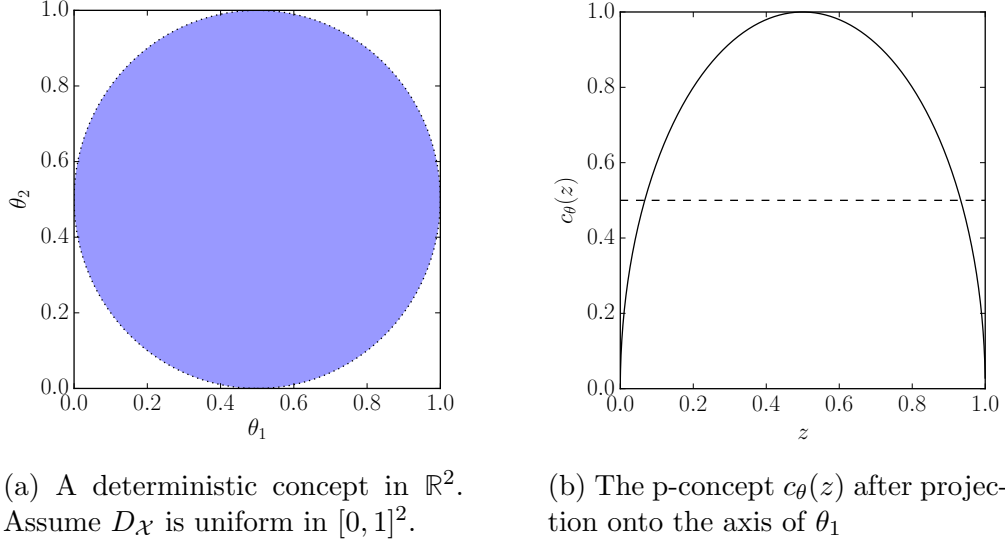 1.0
0.8
0.6
0.4
0.2
0.0
θ₂
0.0 0.2 0.4 0.6 0.8 1.0
θ₁
1.0
0.8
0.6
0.4
0.2
0.0
c_θ(z)
0.0 0.2 0.4 0.6 0.8 1.0
z
(a) A deterministic concept in ℝ².
Assume D_𝒳 is uniform in [0, 1]².
(b) The p-concept c_θ(z) after projec-
tion onto the axis of θ₁